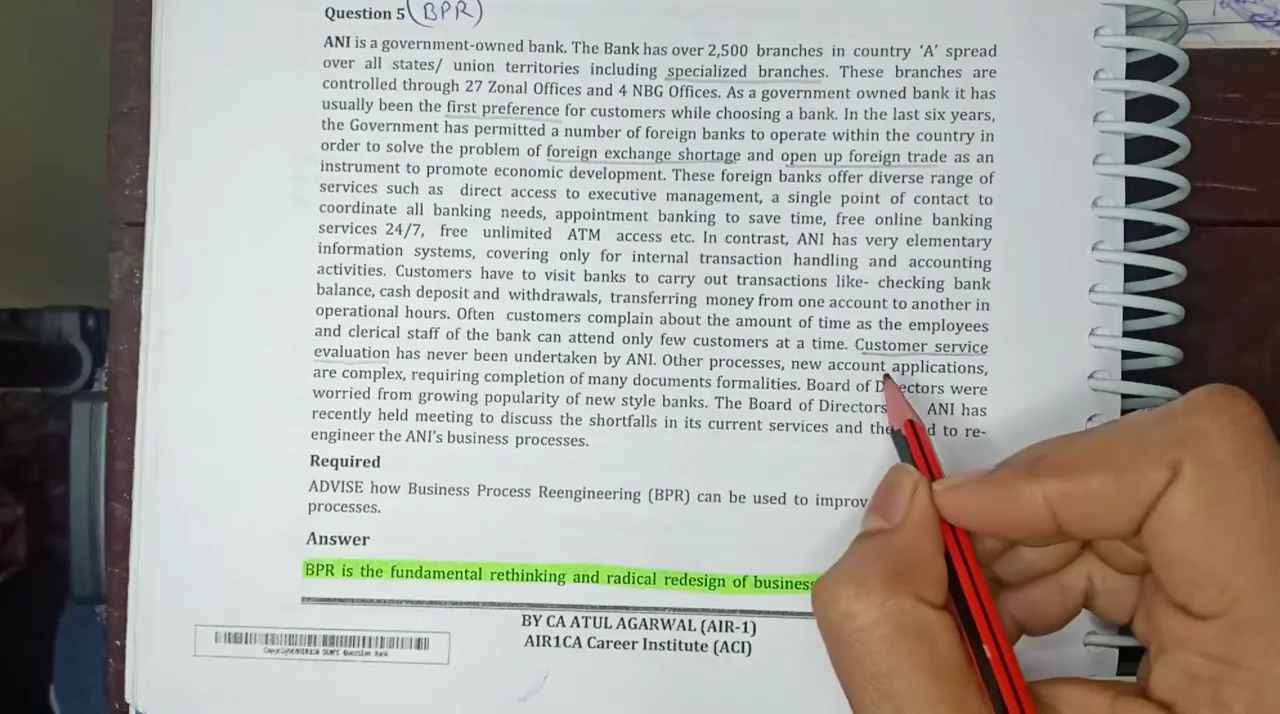 Question 5 (BPR)
ANI is a government-owned bank. The Bank has over 2,500 branches in country 'A' spread
over all states/ union territories including specialized branches. These branches are
controlled through 27 Zonal Offices and 4 NBG Offices. As a government owned bank it has
usually been the first preference for customers while choosing a bank. In the last six years,
the Government has permitted a number of foreign banks to operate within the country in
order to solve the problem of foreign exchange shortage and open up foreign trade as an
instrument to promote economic development. These foreign banks offer diverse range of
services such as direct access to executive management, a single point of contact to
coordinate all banking needs, appointment banking to save time, free online banking
services 24/7, free unlimited ATM access etc. In contrast, ANI has very elementary
information systems, covering only for internal transaction handling and accounting
activities. Customers have to visit banks to carry out transactions like- checking bank
balance, cash deposit and withdrawals, transferring money from one account to another in
operational hours. Often customers complain about the amount of time as the employees
and clerical staff of the bank can attend only few customers at a time. Customer service
evaluation has never been undertaken by ANI. Other processes, new account applications,
are complex, requiring completion of many documents formalities. Board of Directors were
worried from growing popularity of new style banks. The Board of Directors ANI has
recently held meeting to discuss the shortfalls in its current services and to re-
engineer the ANI's business processes.
Required
ADVISE how Business Process Reengineering (BPR) can be used to
processes.
Answer
BPR is the fundamental rethinking and radical redesign of business
BY CA ATUL AGARWAL (AIR-1)
AIR1CA Career Institute (ACI)